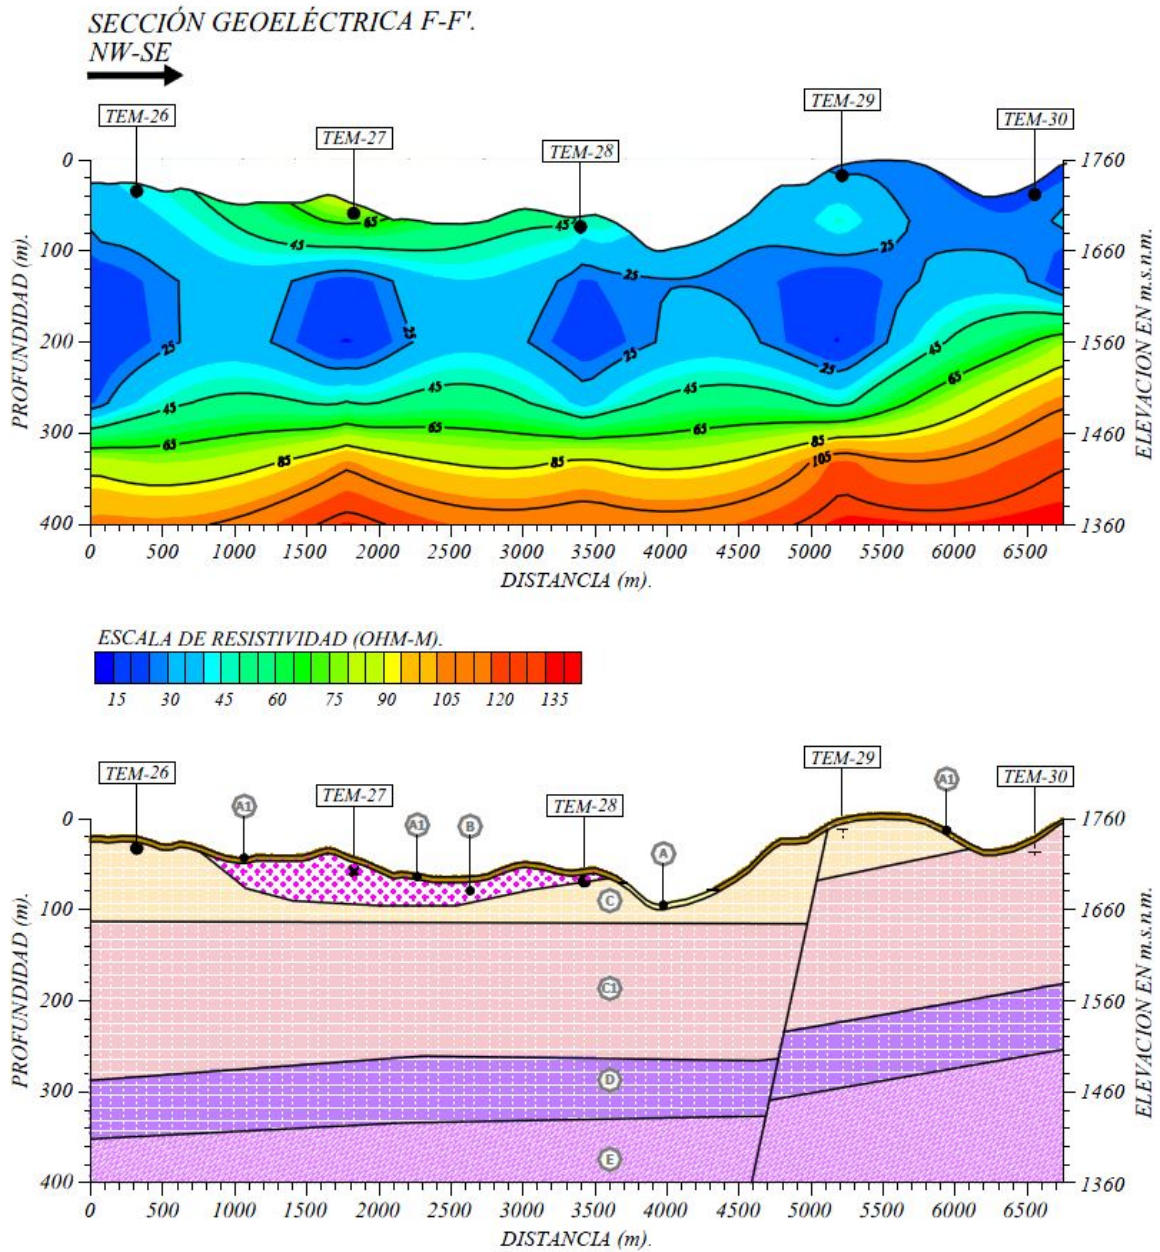 SECCIÓN GEOELÉCTRICA F-F'.
NW-SE
TEM-26
TEM-27
TEM-28
TEM-29
TEM-30
PROFUNDIDAD (m).
0
100
200
300
400
1760
1660
1560
1460
1360
ELEVACION EN m.s.n.m.
65
45
45
25
25
25
25
25
25
45
45
45
45
65
65
65
65
85
85
85
105
0 500 1000 1500 2000 2500 3000 3500 4000 4500 5000 5500 6000 6500
DISTANCIA (m).
ESCALA DE RESISTIVIDAD (OHM-M).
15 30 45 60 75 90 105 120 135
TEM-26
A1
TEM-27
A1
B
TEM-28
A
TEM-29
A1
TEM-30
PROFUNDIDAD (m).
0
100
200
300
400
1760
1660
1560
1460
1360
ELEVACION EN m.s.n.m.
C
C1
D
E
0 500 1000 1500 2000 2500 3000 3500 4000 4500 5000 5500 6000 6500
DISTANCIA (m).